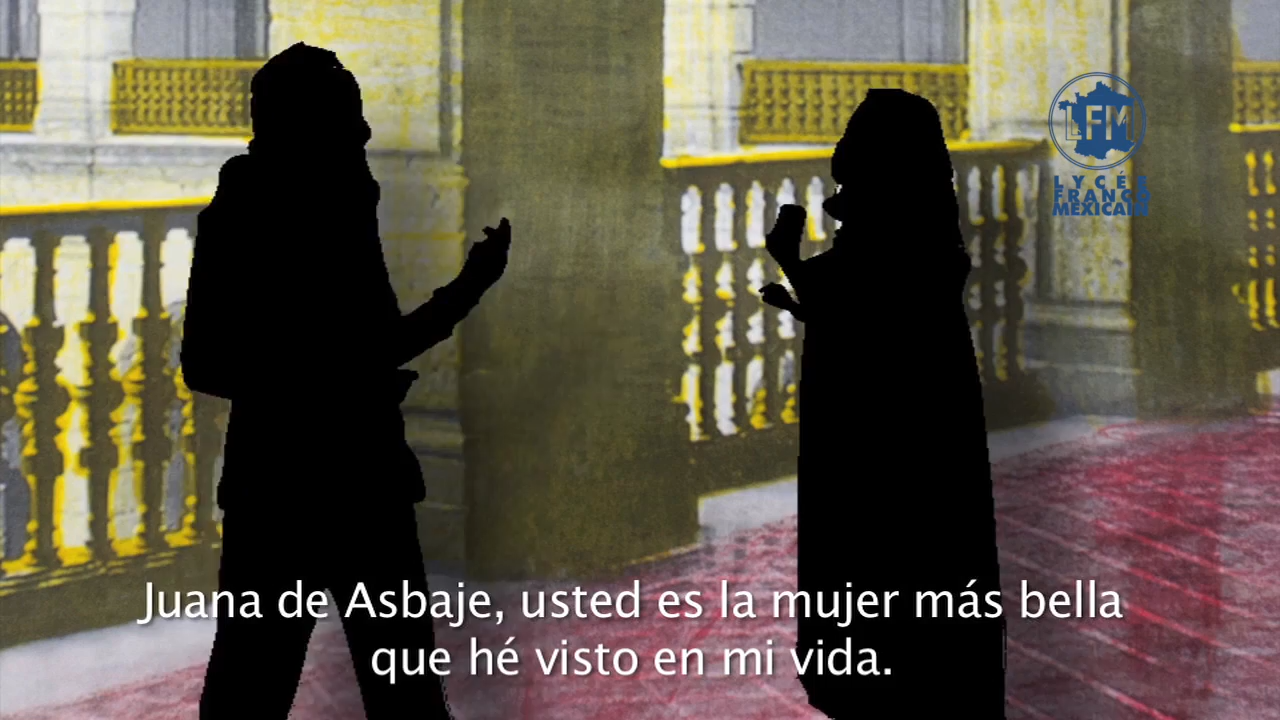 LFM
LYCÉE
FRANCO
MEXICAIN
Juana de Asbaje, usted es la mujer más bella
que hé visto en mi vida.